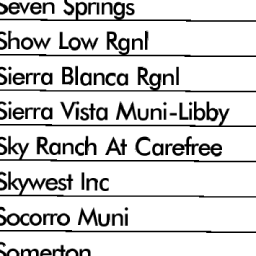 Seven Springs
Show Low Rgnl
Sierra Blanca Rgnl
Sierra Vista Muni-Libby
Sky Ranch At Carefree
Skywest Inc
Socorro Muni
Somerton